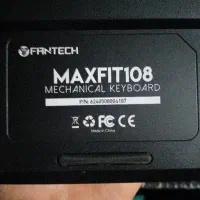 FANTECH
MAXFIT108
MECHANICAL KEYBOARD
Made in China